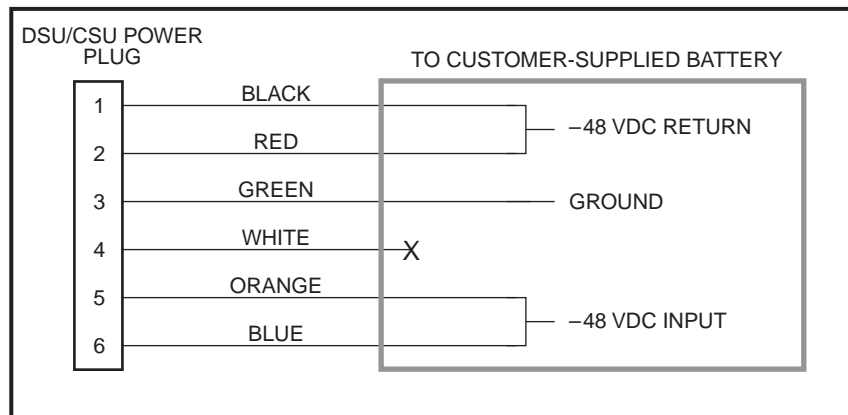 DSU/CSU POWER
PLUG
TO CUSTOMER-SUPPLIED BATTERY
1
BLACK
–48 VDC RETURN
2
RED
3
GREEN
GROUND
4
WHITE
X
5
ORANGE
–48 VDC INPUT
6
BLUE